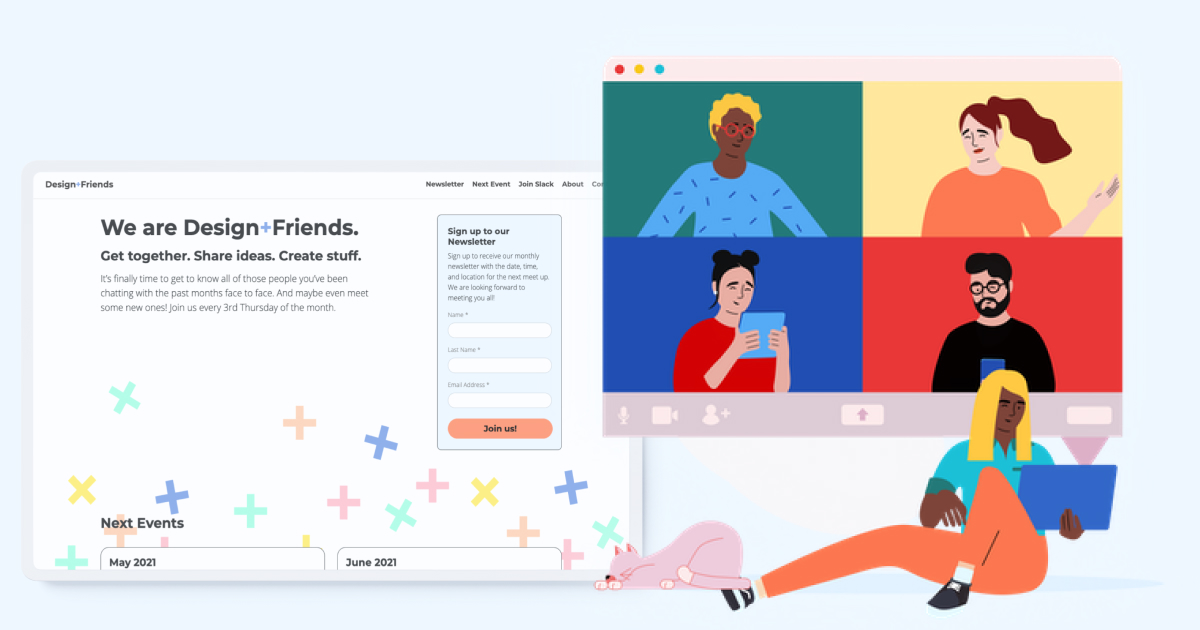 Design+Friends
Newsletter Next Event Join Slack About
We are Design+Friends.
Get together. Share ideas. Create stuff.
It's finally time to get to know all of those people you've been
chatting with the past months face to face. And maybe even meet
some new ones! Join us every 3rd Thursday of the month.
Sign up to our
Newsletter
Sign up to receive our monthly
newsletter with the date, time,
and location for the next meet up.
We are looking forward to
meeting you all!
Name *
Last Name *
Email Address *
Join us!
Next Events
May 2021
June 2021